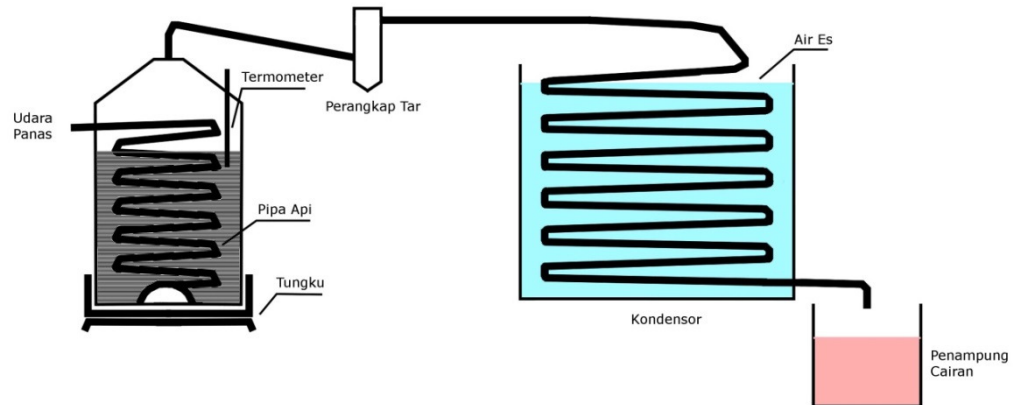 Air Es
Termometer
Perangkap Tar
Udara
Panas
Pipa Api
Tungku
Kondensor
Penampung
Cairan